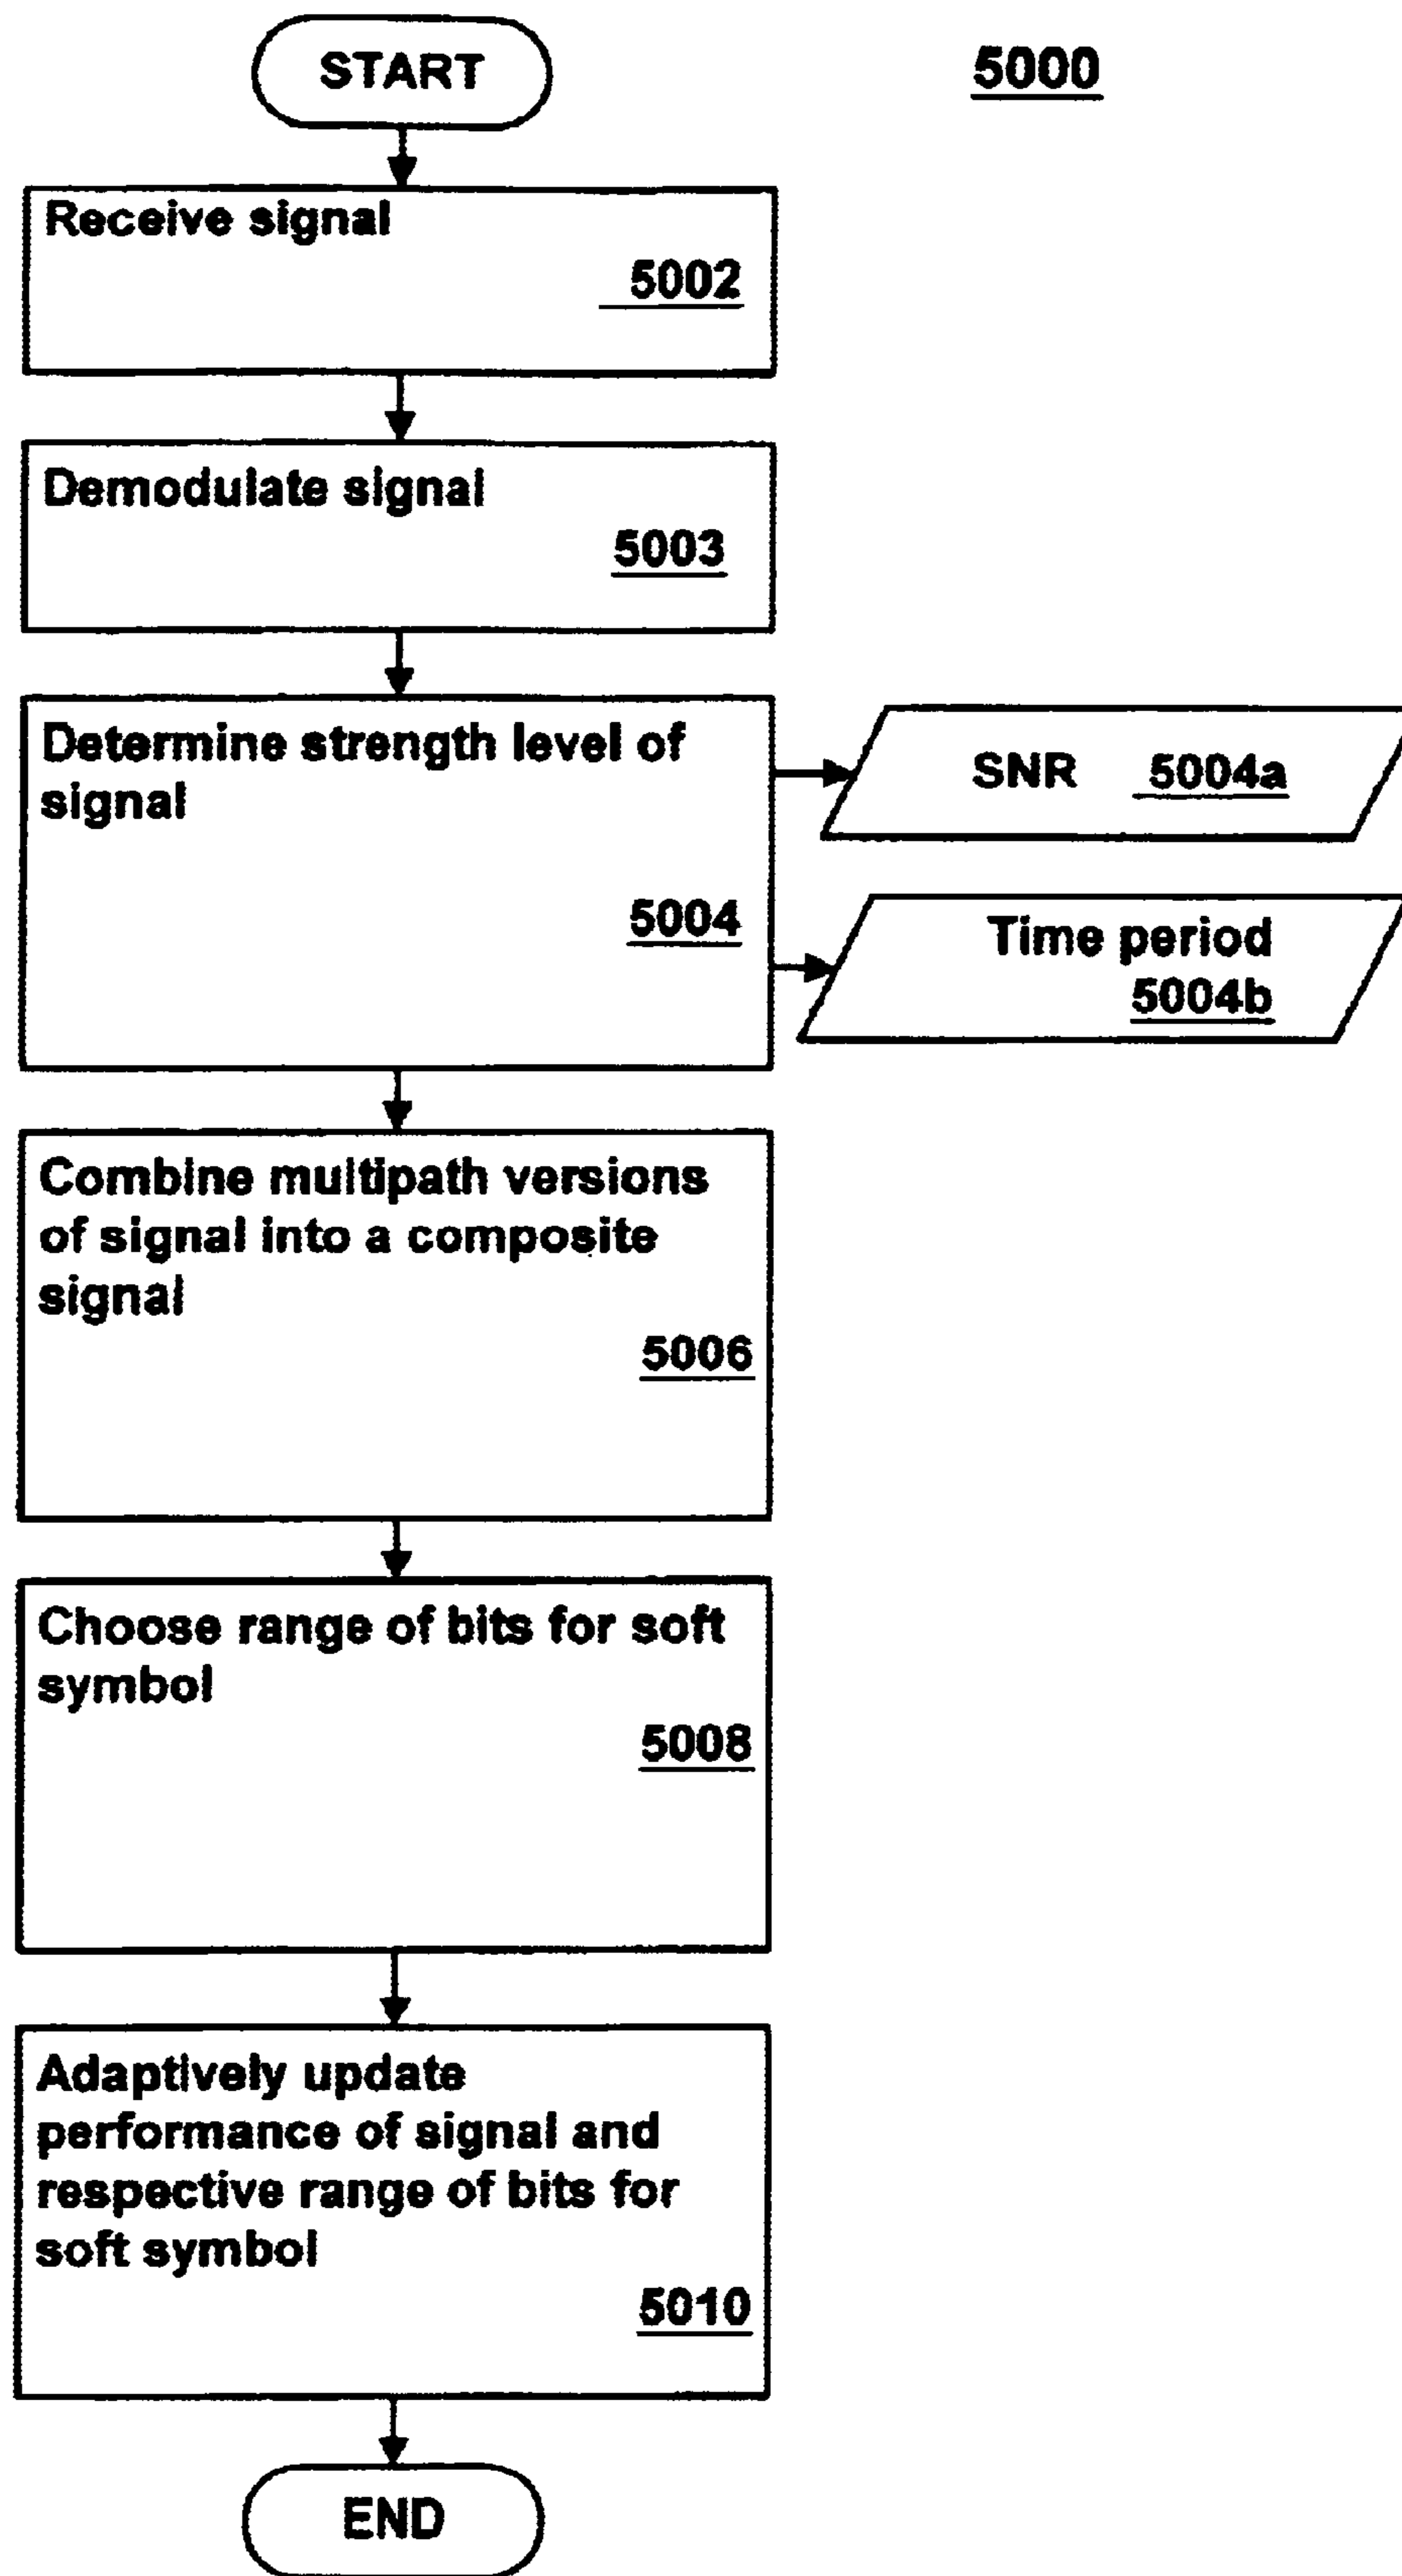 START
5000
Receive signal
5002
Demodulate signal
5003
Determine strength level of
signal
5004
SNR 5004a
Time period
5004b
Combine multipath versions
of signal into a composite
signal
5006
Choose range of bits for soft
symbol
5008
Adaptively update
performance of signal and
respective range of bits for
soft symbol
5010
END